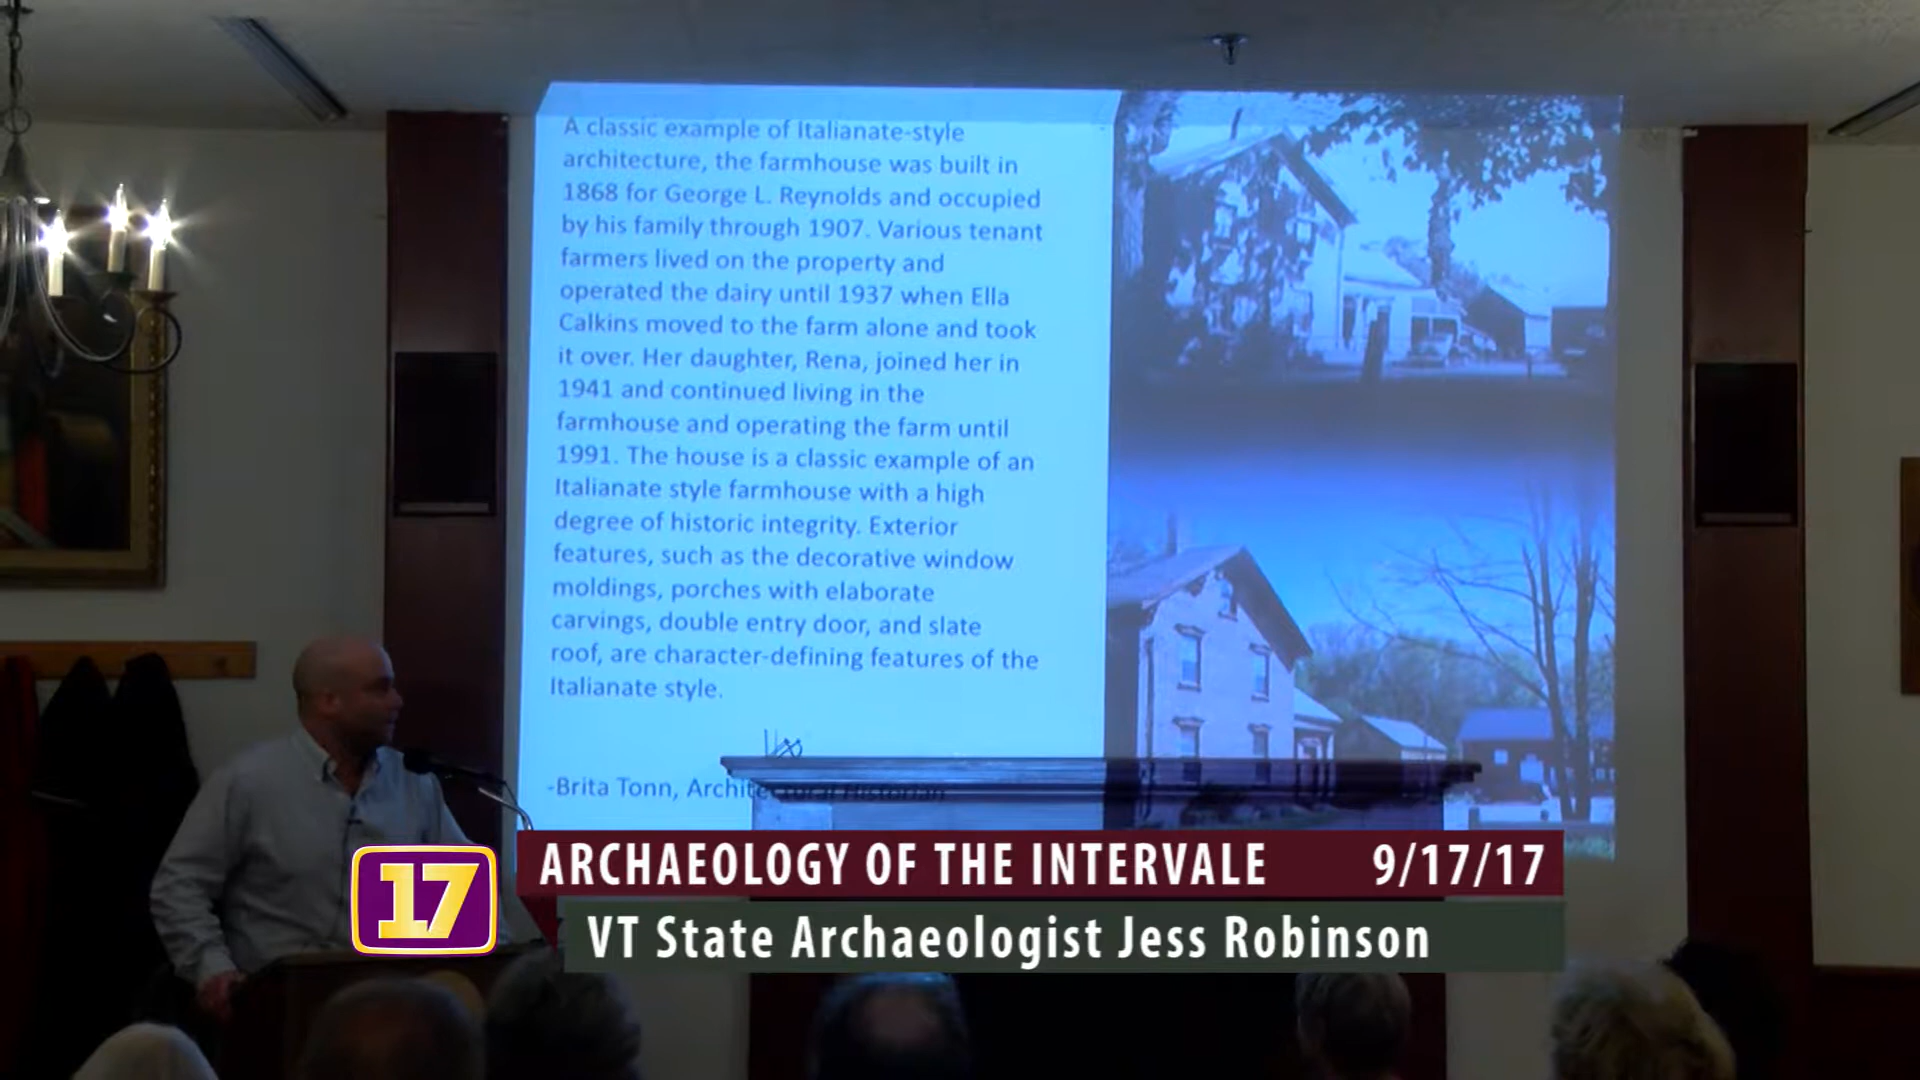 A classic example of Italianate-style
architecture, the farmhouse was built in
1868 for George L. Reynolds and occupied
by his family through 1907. Various tenant
farmers lived on the property and
operated the dairy until 1937 when Ella
Calkins moved to the farm alone and took
it over. Her daughter, Rena, joined her in
1941 and continued living in the
farmhouse and operating the farm until
1991. The house is a classic example of an
Italianate style farmhouse with a high
degree of historic integrity. Exterior
features, such as the decorative window
moldings, porches with elaborate
carvings, double entry door, and slate
roof, are character-defining features of the
Italianate style.
-Brita Tonn, Architectural Historian
17
ARCHAEOLOGY OF THE INTERVALE 9/17/17
VT State Archaeologist Jess Robinson